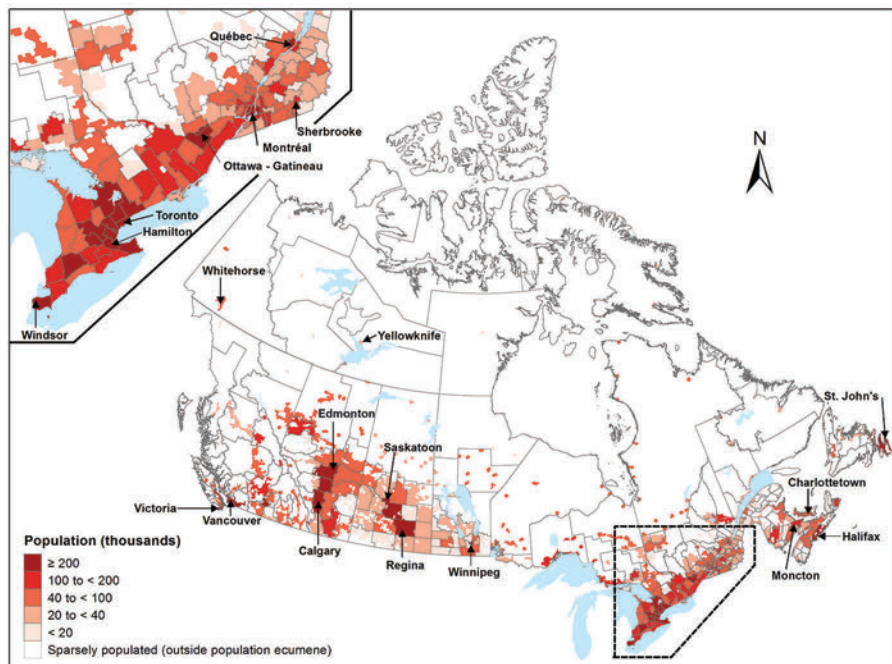 Québec
Sherbrooke
Montréal
Ottawa - Gatineau
Toronto
Hamilton
Windsor
N
Whitehorse
Yellowknife
St. John's
Edmonton
Saskatoon
Charlottetown
Victoria
Vancouver
Calgary
Regina
Winnipeg
Halifax
Moncton
Population (thousands)
≥ 200
100 to < 200
40 to < 100
20 to < 40
< 20
Sparsely populated (outside population ecumene)